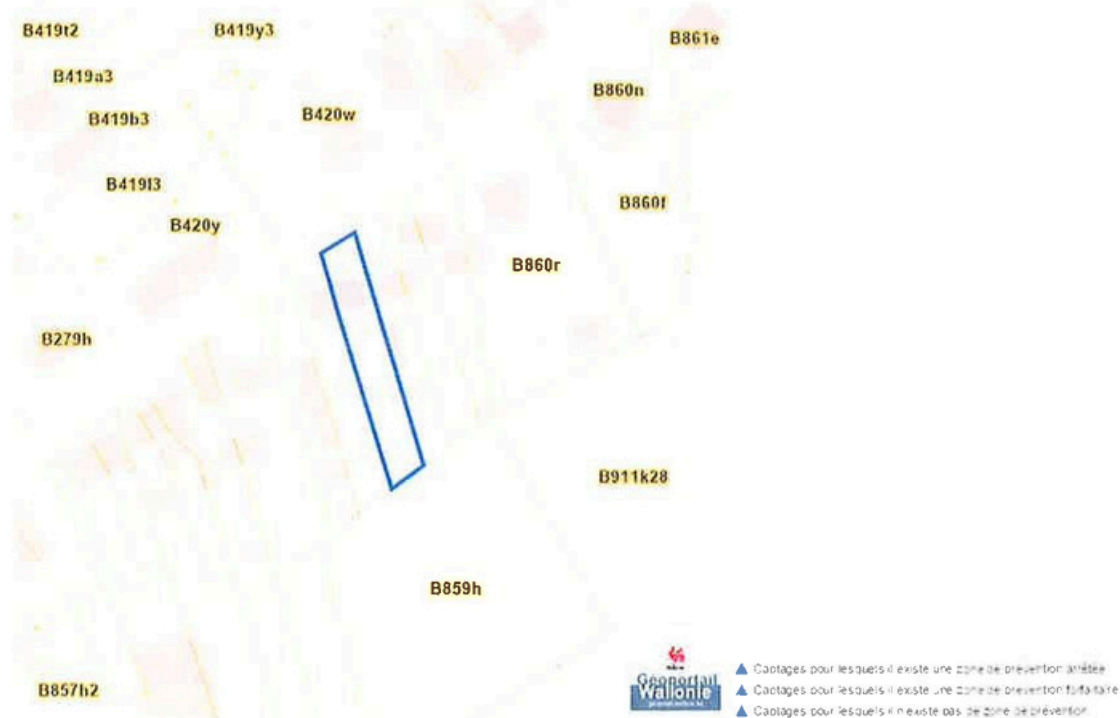 B419t2
B419y3
B861e
B419a3
B860n
B420w
B419b3
B419l3
B860f
B420y
B860r
B279h
B911k28
B859h
B857h2
Géoportail
Wallonie
Captages pour lesquels il existe une zone de prévention arrêtée
Captages pour lesquels il existe une zone de prévention forfaitaire
Captages pour lesquels il n'existe pas de zone de prévention